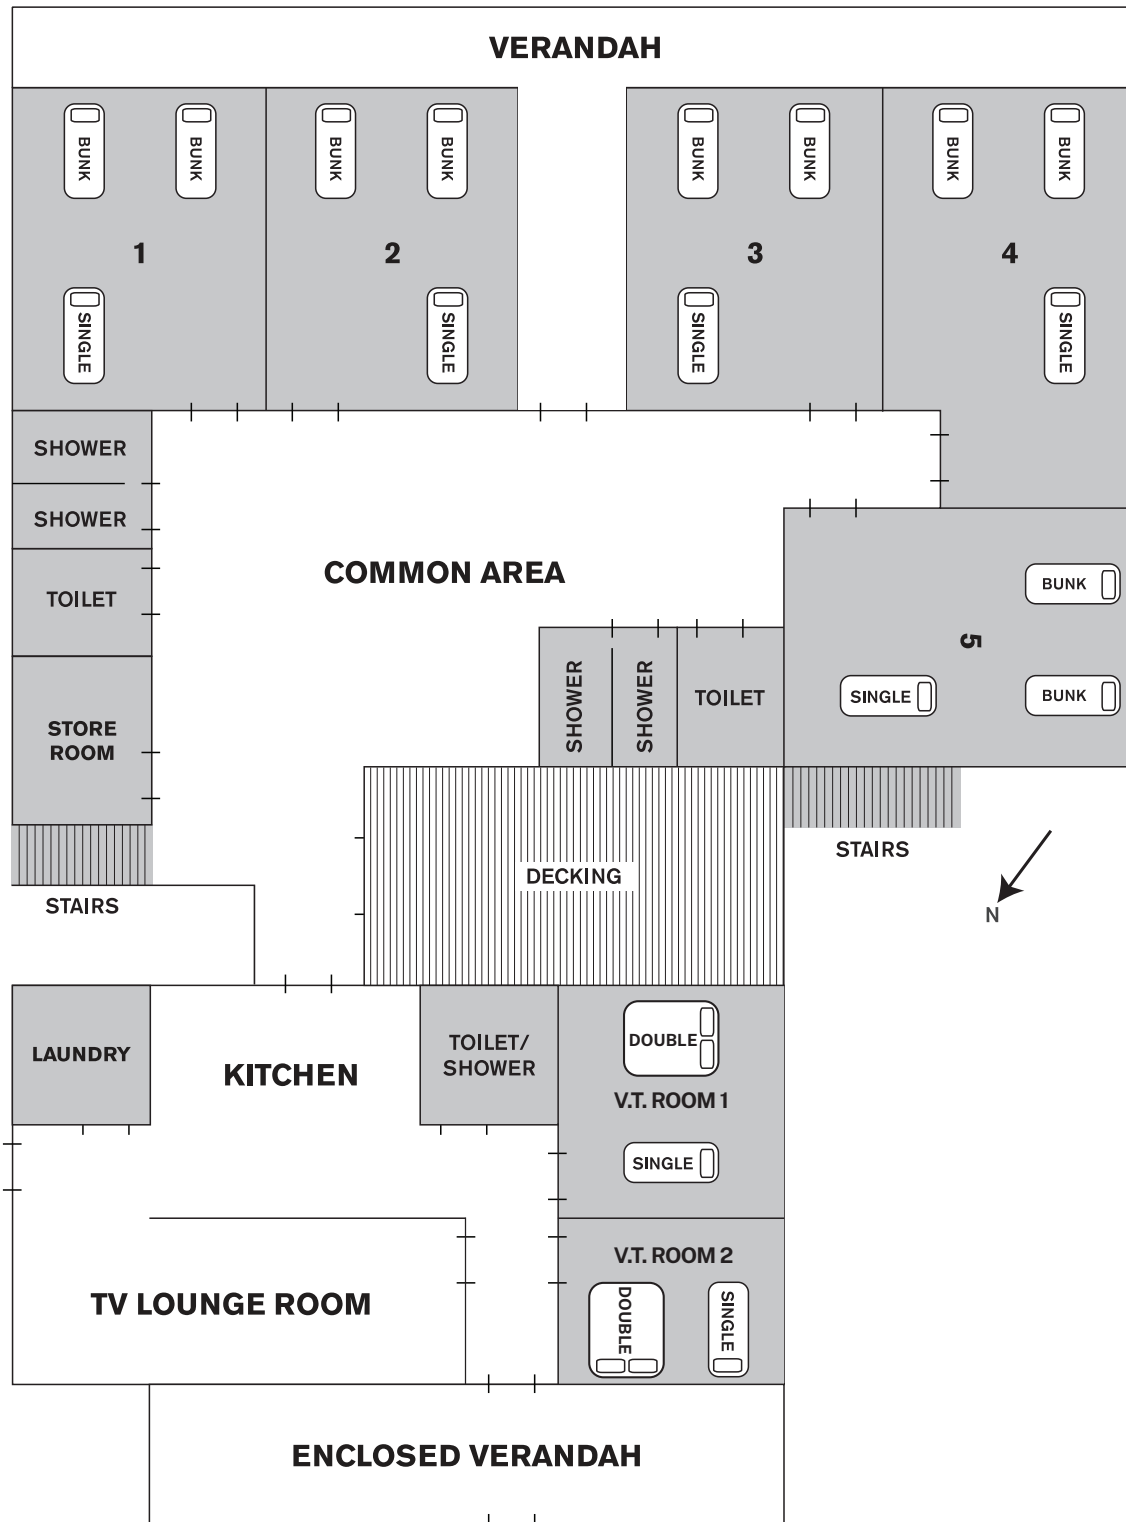 VERANDAH
BUNK
BUNK
BUNK
BUNK
BUNK
BUNK
BUNK
BUNK
1
2
3
4
SINGLE
SINGLE
SINGLE
SINGLE
SHOWER
SHOWER
TOILET
STORE
ROOM
STAIRS
COMMON AREA
SHOWER
SHOWER
TOILET
BUNK
5
SINGLE
BUNK
STAIRS
DECKING
N
LAUNDRY
KITCHEN
TOILET/
SHOWER
DOUBLE
V.T. ROOM 1
SINGLE
V.T. ROOM 2
DOUBLE
SINGLE
TV LOUNGE ROOM
ENCLOSED VERANDAH